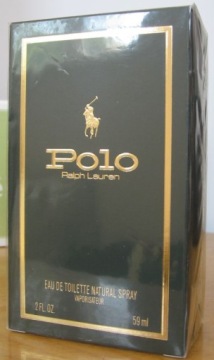 Polo
Ralph Lauren
EAU DE TOILETTE NATURAL SPRAY
VAPORISATEUR
2 FL. OZ 59 ml